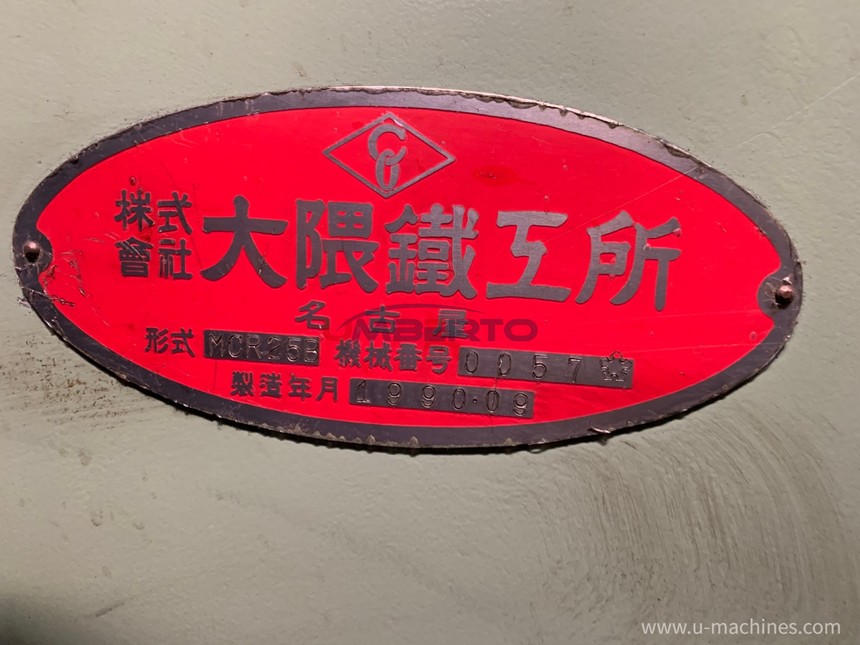 株式會社 大隈鐵工所
名古屋
形式 MCR25B 機械番号 0057
製造年月 1990.09
UMBERTO
www.u-machines.com